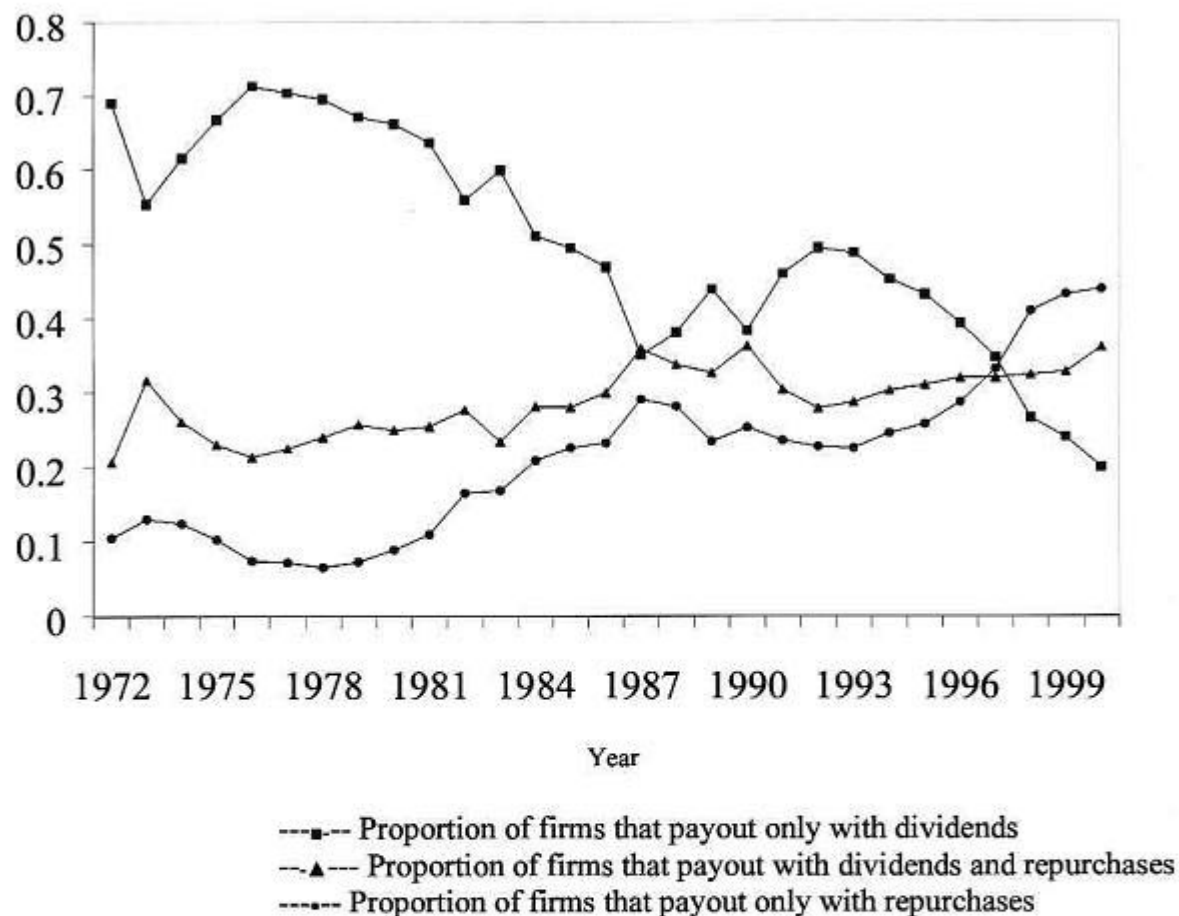 0.8
0.7
0.6
0.5
0.4
0.3
0.2
0.1
0
1972 1975 1978 1981 1984 1987 1990 1993 1996 1999
Year
Proportion of firms that payout only with dividends
Proportion of firms that payout with dividends and repurchases
Proportion of firms that payout only with repurchases